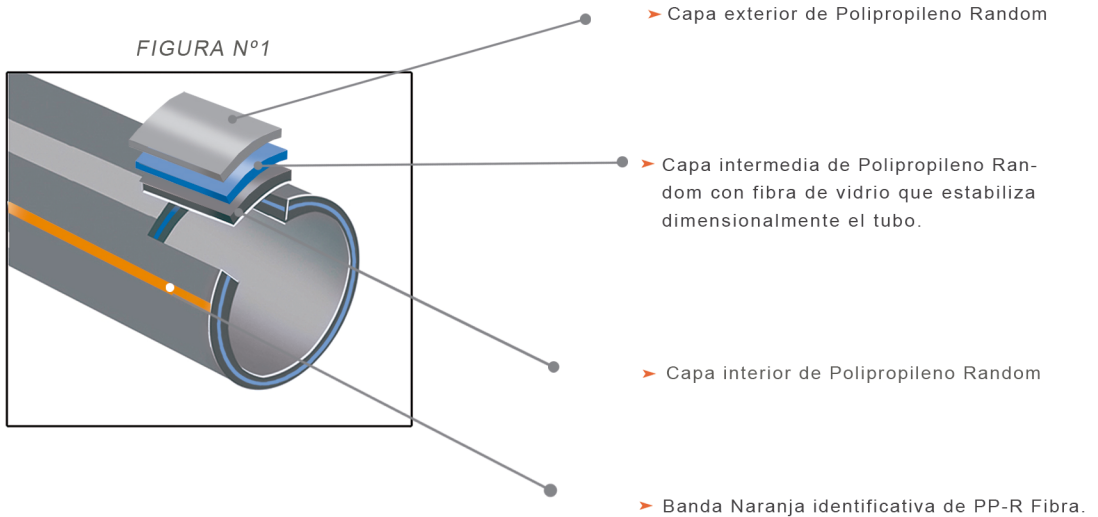 FIGURA Nº1
➤ Capa exterior de Polipropileno Random
➤ Capa intermedia de Polipropileno Ran-
dom con fibra de vidrio que estabiliza
dimensionalmente el tubo.
➤ Capa interior de Polipropileno Random
➤ Banda Naranja identificativa de PP-R Fibra.